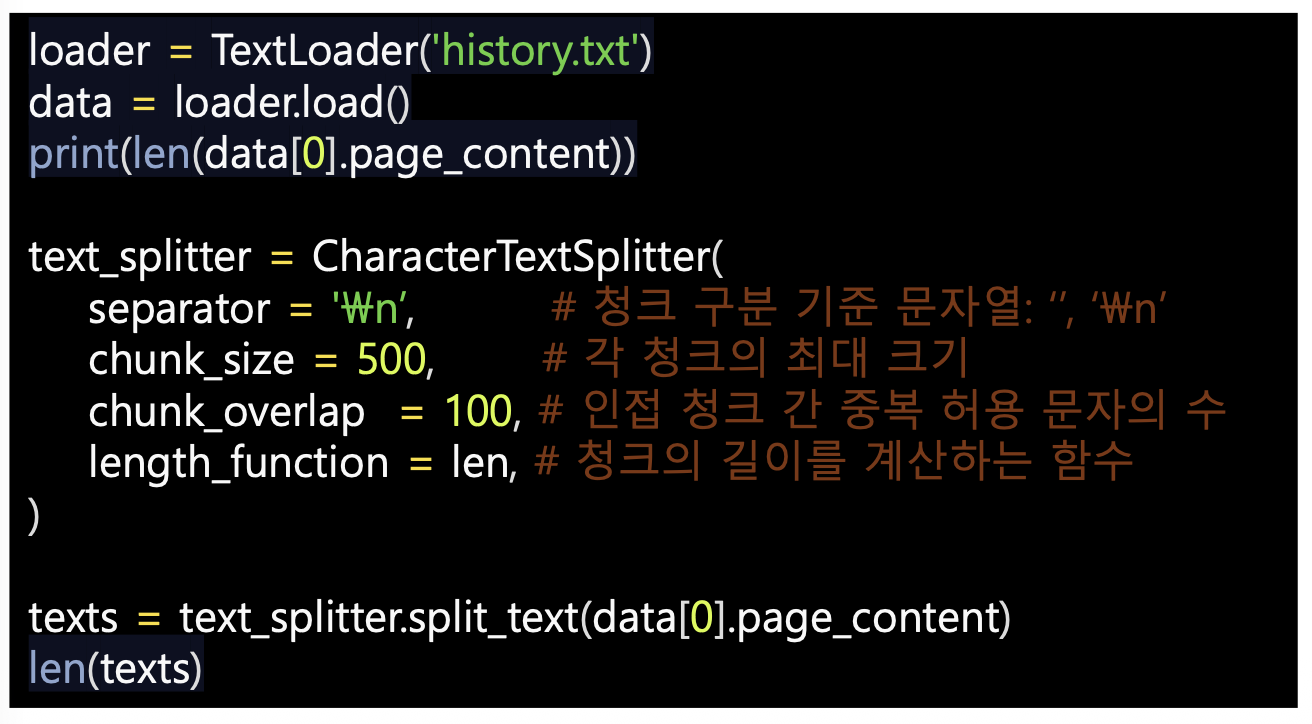 loader = TextLoader('history.txt')
data = loader.load()
print(len(data[0].page_content))
text_splitter = CharacterTextSplitter(
separator = '₩n’, # 청크 구분 기준 문자열: ‘’, ‘₩n’
chunk_size = 500, # 각 청크의 최대 크기
chunk_overlap = 100, # 인접 청크 간 중복 허용 문자의 수
length_function = len, # 청크의 길이를 계산하는 함수
)
texts = text_splitter.split_text(data[0].page_content)
len(texts)